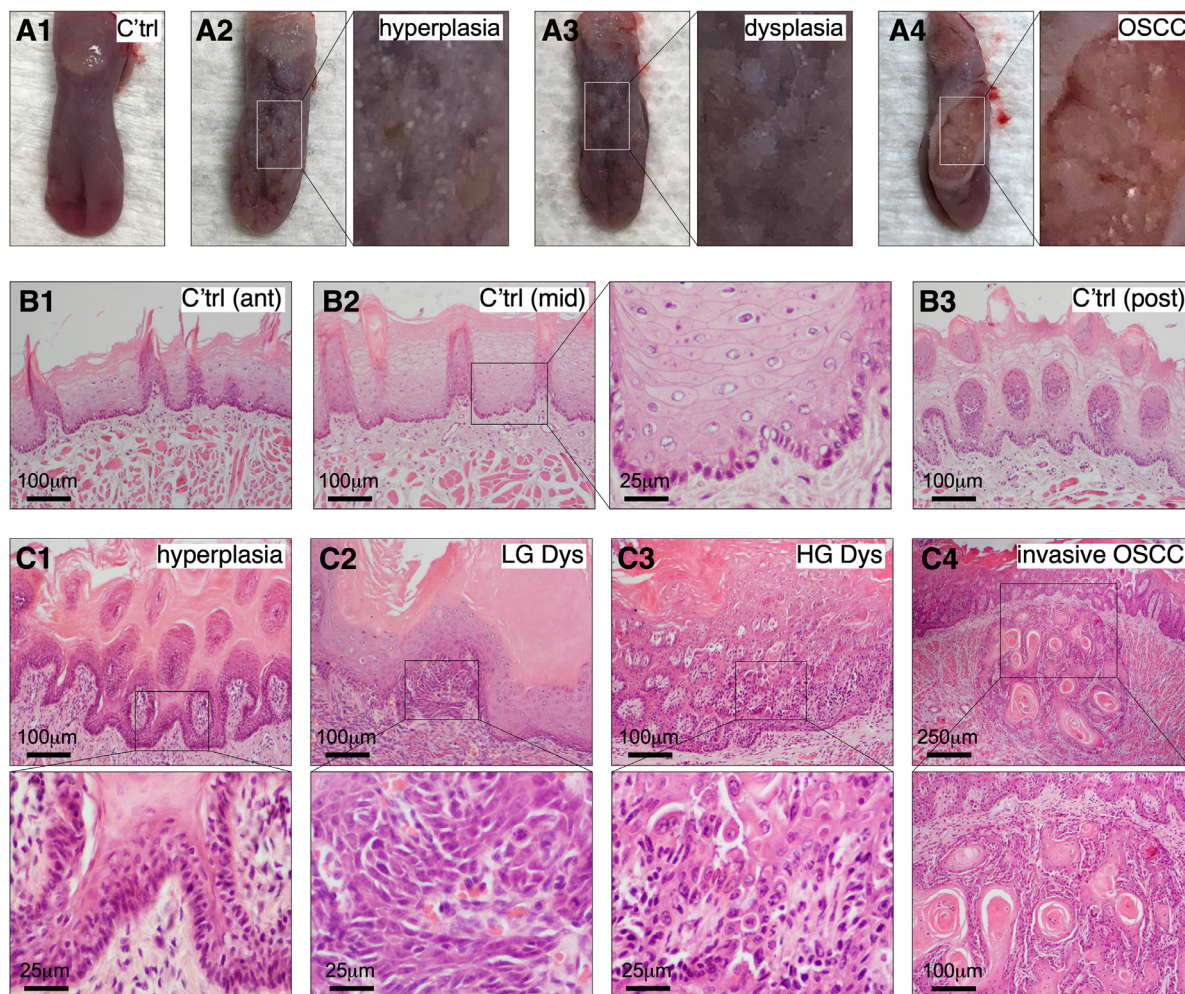 A1 C'trl
A2 hyperplasia
A3 dysplasia
A4 OSCC
B1 C'trl (ant)
100μm
B2 C'trl (mid)
100μm
25μm
B3 C'trl (post)
100μm
C1 hyperplasia
100μm
C2 LG Dys
100μm
C3 HG Dys
100μm
C4 invasive OSCC
250μm
25μm
25μm
25μm
100μm